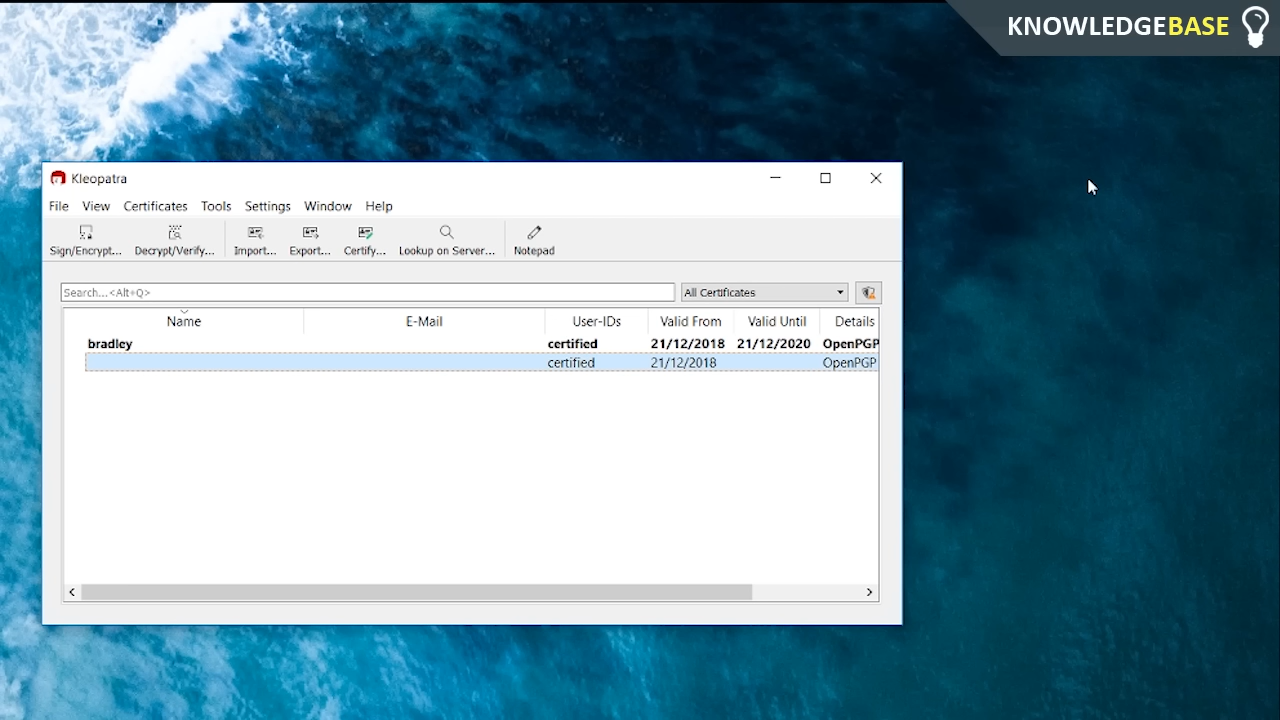 KNOWLEDGEBASE
Kleopatra
File View Certificates Tools Settings Window Help
Sign/Encrypt... Decrypt/Verify... Import... Export... Certify... Lookup on Server... Notepad
Search...<Alt+Q> All Certificates
Name E-Mail User-IDs Valid From Valid Until Details
bradley certified 21/12/2018 21/12/2020 OpenPGP
certified 21/12/2018 OpenPGP